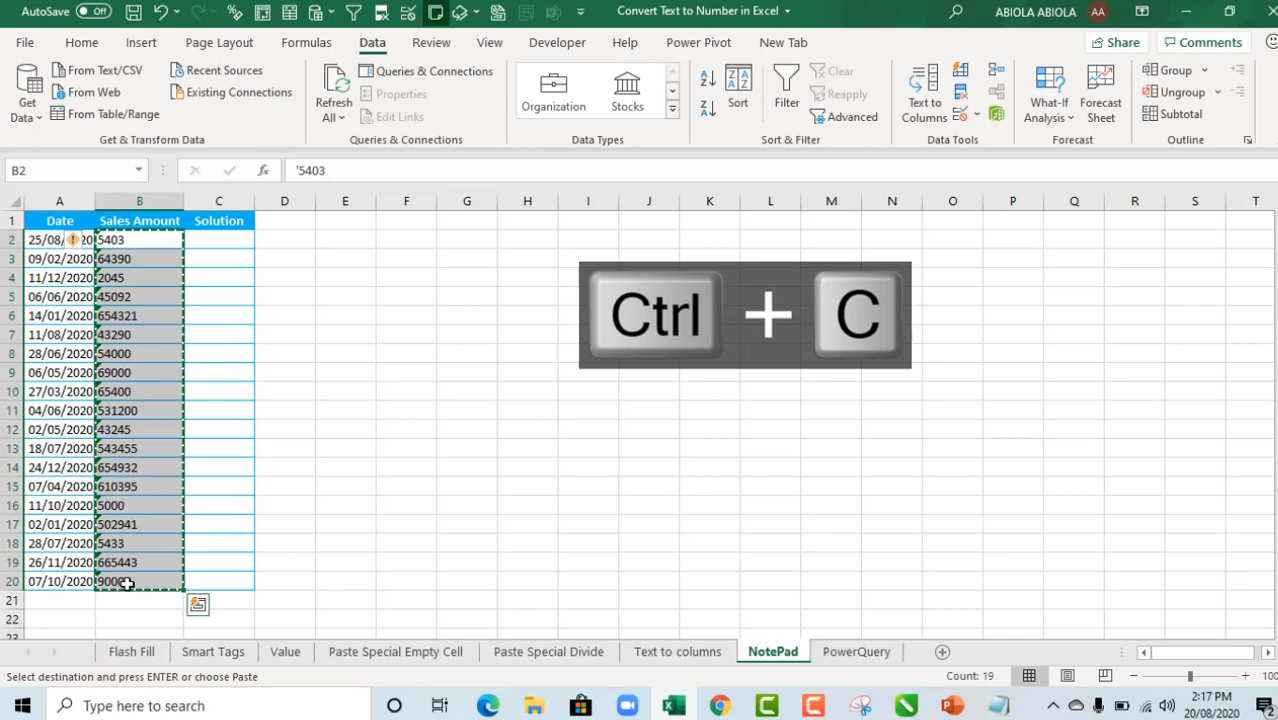 AutoSave Off Convert Text to Number in Excel ABIOLA ABIOLA AA
File Home Insert Page Layout Formulas Data Review View Developer Help Power Pivot New Tab Share Comments
Get Data From Text/CSV Recent Sources
From Web Existing Connections
From Table/Range
Get & Transform Data
Refresh All Queries & Connections
Properties
Edit Links
Queries & Connections
Organization Stocks
Data Types
Sort Filter Clear
Reapply
Advanced
Sort & Filter
Text to Columns
Data Tools
What-If Analysis Forecast Sheet
Forecast
Group
Ungroup
Subtotal
Outline
B2 '5403
A B C D E F G H I J K L M N O P Q R S T
1 Date Sales Amount Solution
2 25/08/ 20 5403
3 09/02/2020 64390
4 11/12/2020 2045
5 06/06/2020 45092
6 14/01/2020 654321
7 11/08/2020 43290
8 28/06/2020 54000
9 06/05/2020 69000
10 27/03/2020 65400
11 04/06/2020 531200
12 02/05/2020 43245
13 18/07/2020 543455
14 24/12/2020 654932
15 07/04/2020 610395
16 11/10/2020 5000
17 02/01/2020 502941
18 28/07/2020 5433
19 26/11/2020 665443
20 07/10/2020 9000
21
22
23
Ctrl + C
Flash Fill Smart Tags Value Paste Special Empty Cell Paste Special Divide Text to columns NotePad PowerQuery
Select destination and press ENTER or choose Paste Count: 19 100
Type here to search 2:17 PM
20/08/2020 2